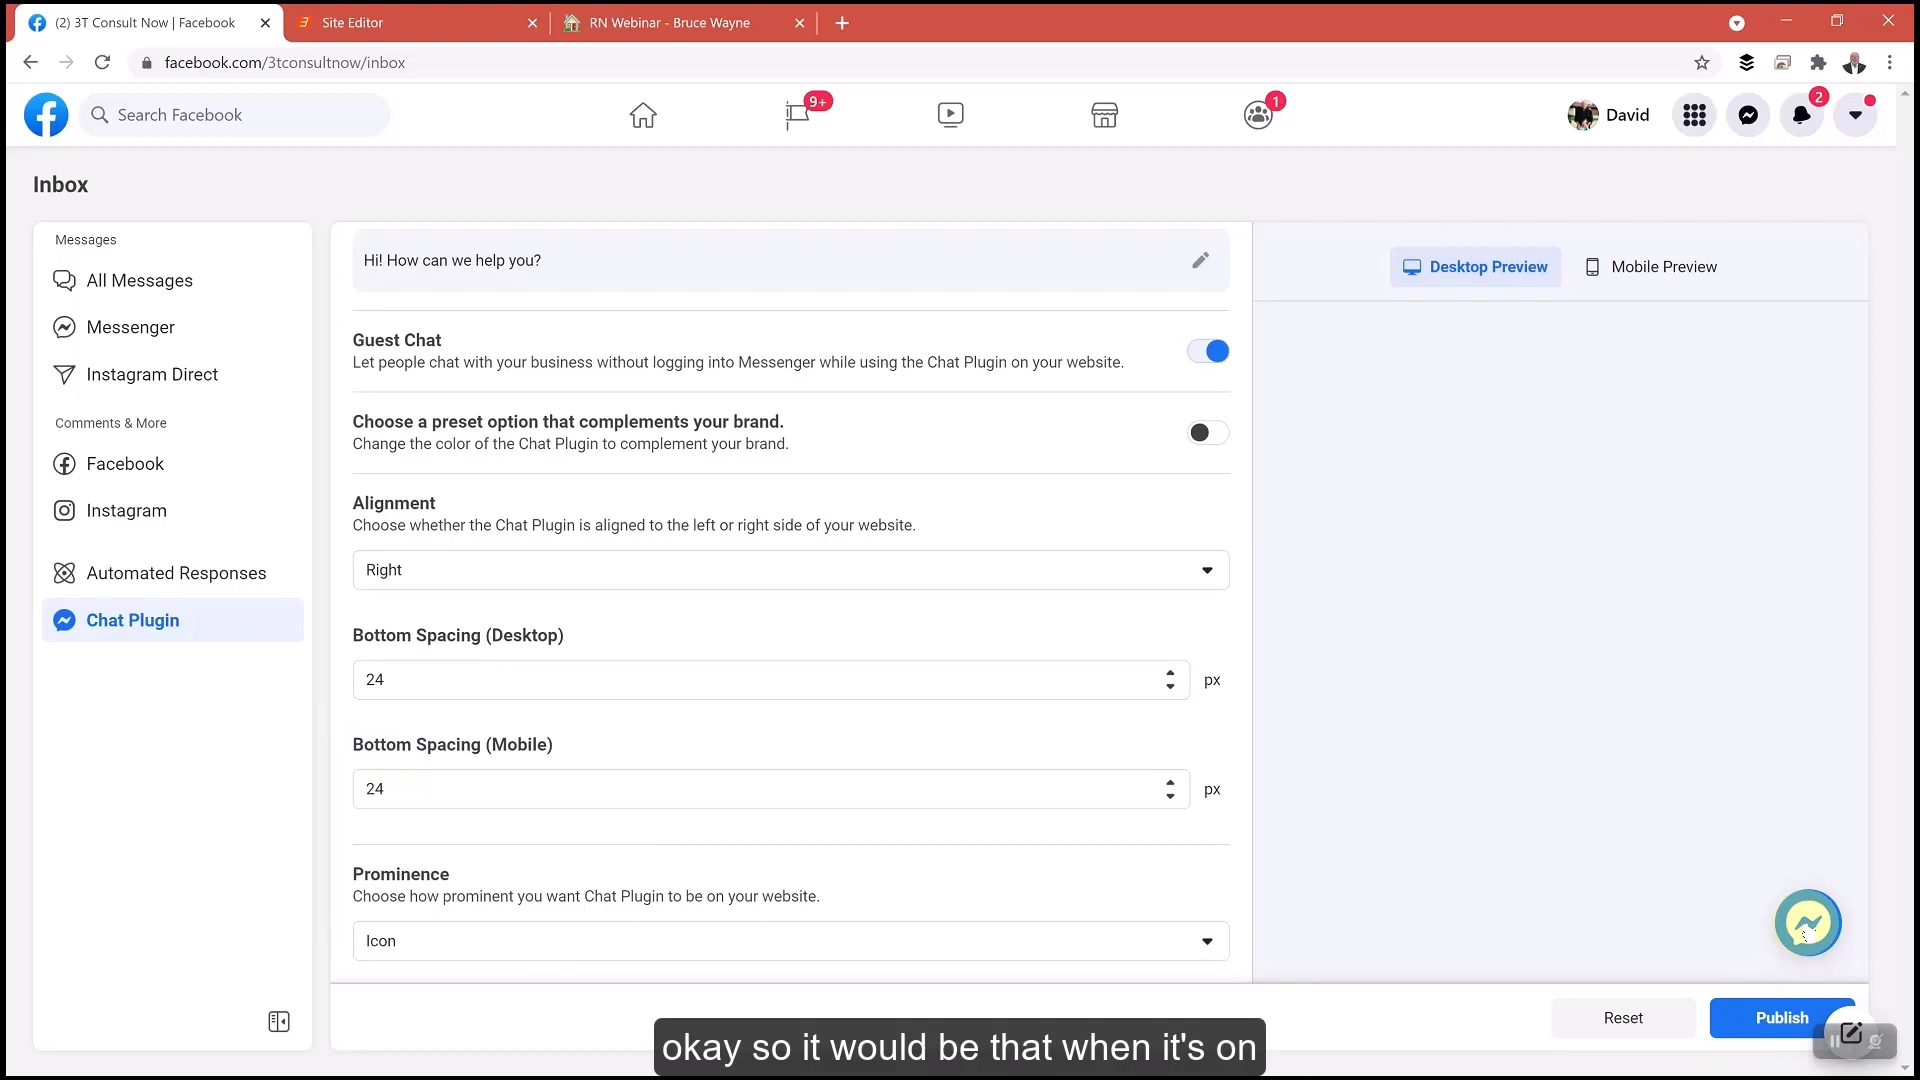 (2) 3T Consult Now | Facebook
Site Editor
RN Webinar - Bruce Wayne
facebook.com/3tconsultnow/inbox
Search Facebook
9+
1
David
2
Inbox
Messages
All Messages
Messenger
Instagram Direct
Comments & More
Facebook
Instagram
Automated Responses
Chat Plugin
Hi! How can we help you?
Guest Chat
Let people chat with your business without logging into Messenger while using the Chat Plugin on your website.
Choose a preset option that complements your brand.
Change the color of the Chat Plugin to complement your brand.
Alignment
Choose whether the Chat Plugin is aligned to the left or right side of your website.
Right
Bottom Spacing (Desktop)
24
px
Bottom Spacing (Mobile)
24
px
Prominence
Choose how prominent you want Chat Plugin to be on your website.
Icon
Desktop Preview
Mobile Preview
Reset
Publish
okay so it would be that when it's on